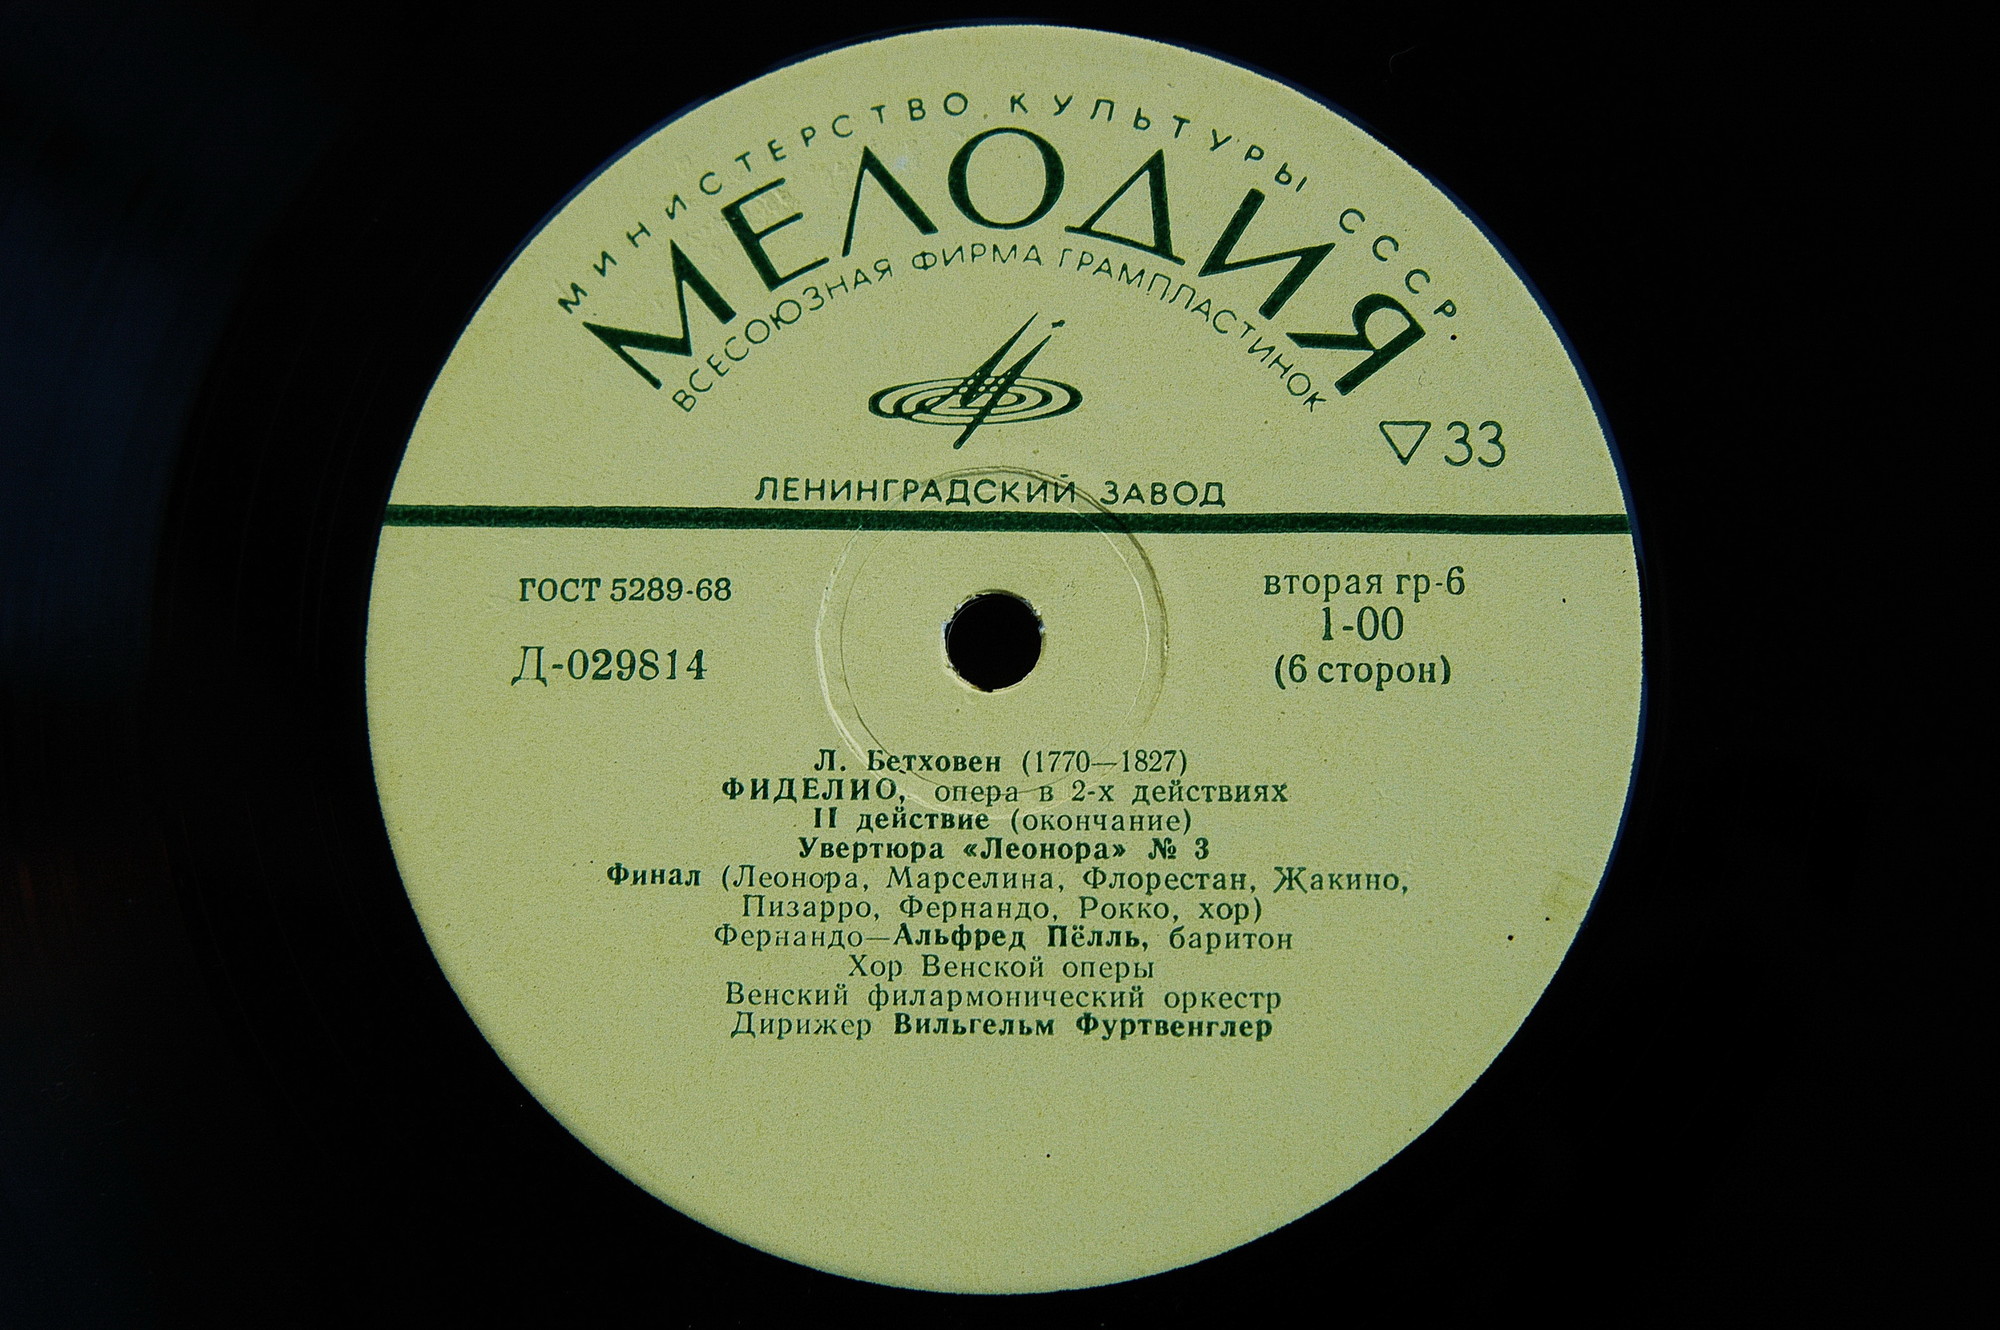 МИНИСТЕРСТВО КУЛЬТУРЫ СССР.
МЕЛОДИЯ
ВСЕСОЮЗНАЯ ФИРМА ГРАМПЛАСТИНОК
33
ЛЕНИНГРАДСКИЙ ЗАВОД
ГОСТ 5289-68
Д-029814
вторая гр-6
1-00
(6 сторон)
Л. Бетховен (1770—1827)
ФИДЕЛИО, опера в 2-х действиях
II действие (окончание)
Увертюра «Леонора» № 3
Финал (Леонора, Марселина, Флорестан, Жакино,
Пизарро, Фернандо, Рокко, хор)
Фернандо—Альфред Пёлль, баритон
Хор Венской оперы
Венский филармонический оркестр
Дирижер Вильгельм Фуртвенглер